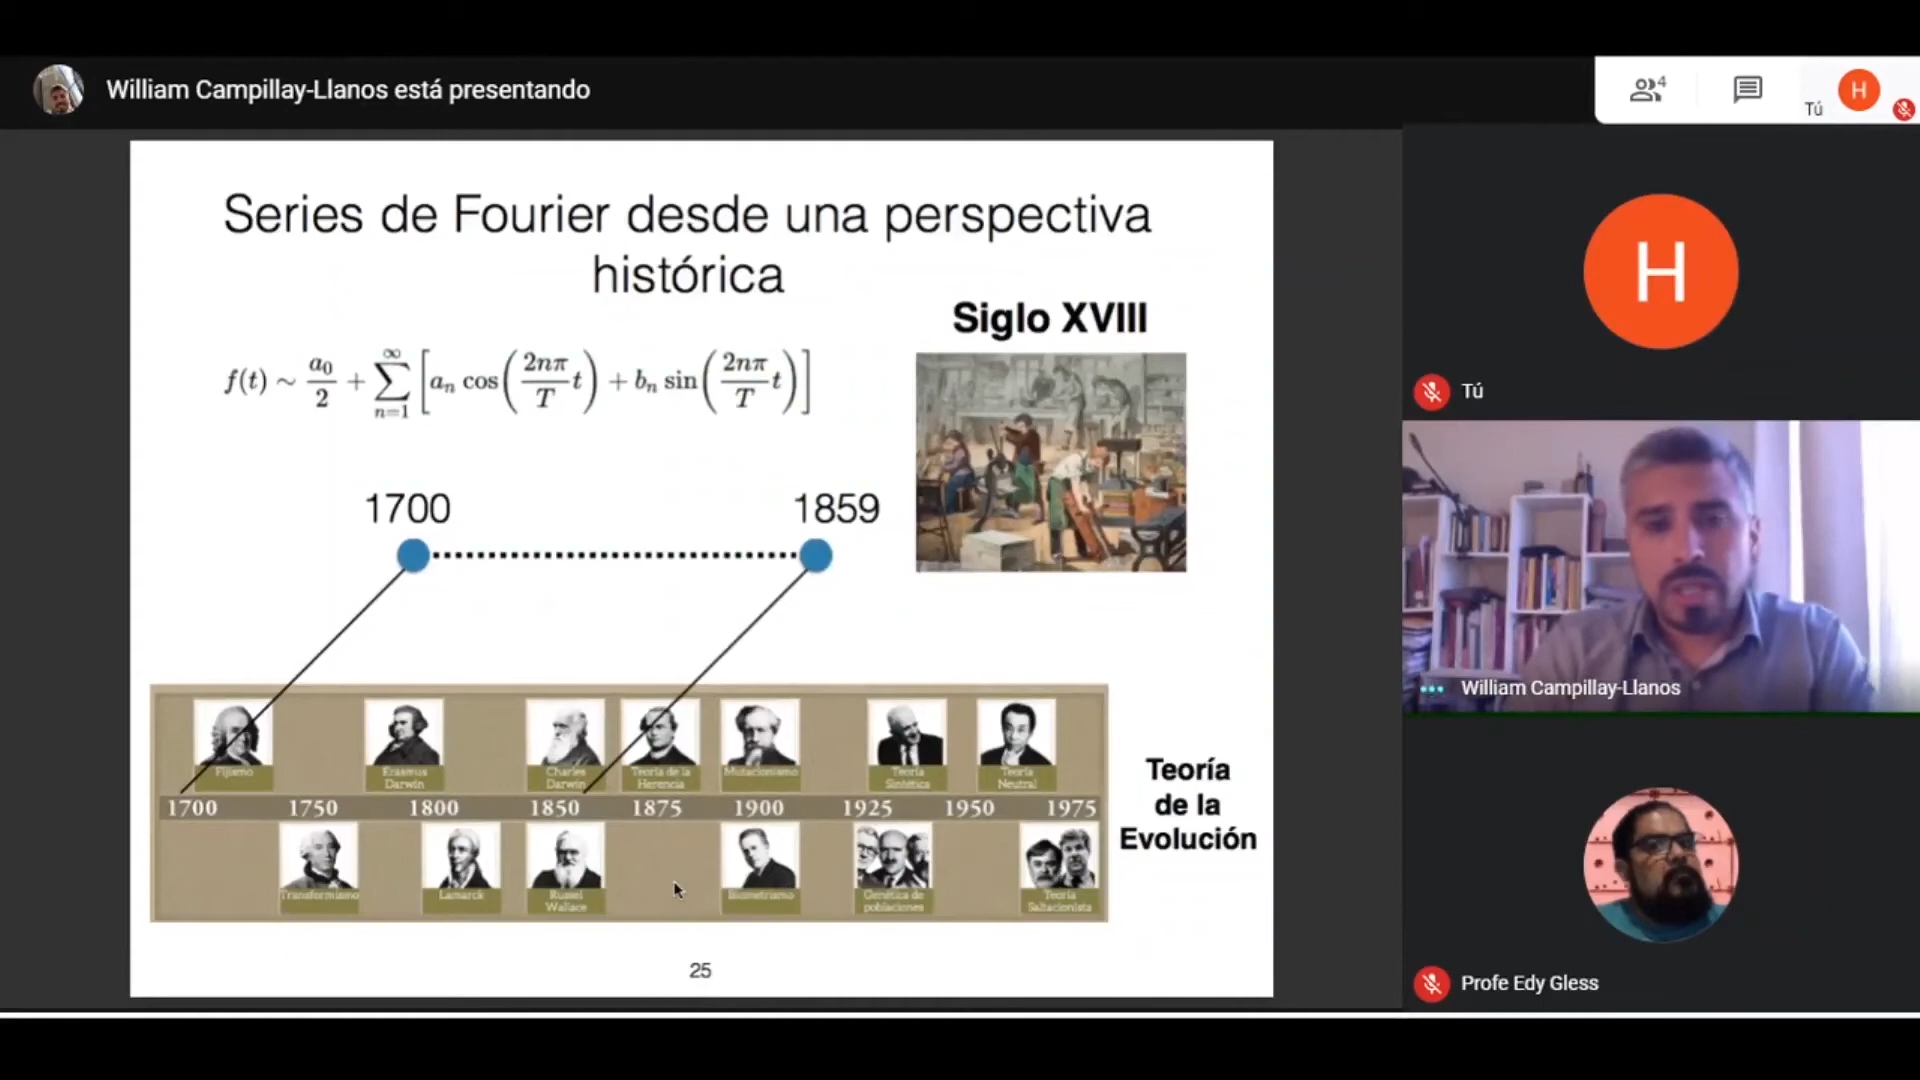 William Campillay-Llanos está presentando
4
Tú
H
Series de Fourier desde una perspectiva
histórica
Siglo XVIII
f(t) ∼ a₀/2 + ∑ₙ₌₁^∞ [aₙ cos(2nπ/T t) + bₙ sin(2nπ/T t)]
1700
1859
Fijismo
Erasmus
Darwin
Charles
Darwin
Teoría de la
Herencia
Mutacionismo
Teoría
Sintética
Teoría
Neutral
1700 1750 1800 1850 1875 1900 1925 1950 1975
Transformismo
Lamarck
Russel
Wallace
Biometrismo
Genética de
poblaciones
Teoría
Saltacionista
Teoría
de la
Evolución
25
H
Tú
William Campillay-Llanos
Profe Edy Gless